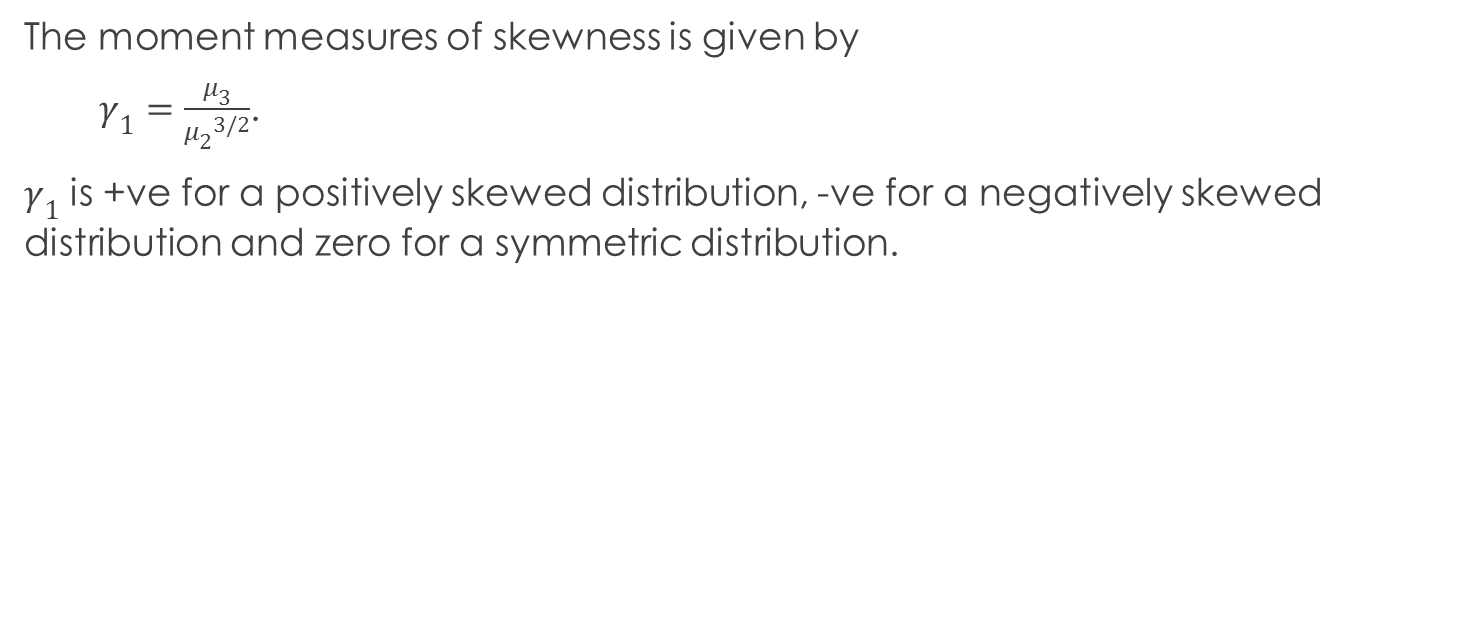 The moment measures of skewness is given by
γ₁ = μ₃ / μ₂^(3/2).
γ₁ is +ve for a positively skewed distribution, -ve for a negatively skewed
distribution and zero for a symmetric distribution.